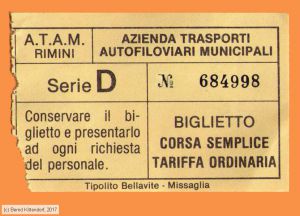 A.T.A.M.
RIMINI
AZIENDA TRASPORTI
AUTOFILOVIARI MUNICIPALI
Serie D
№ 684998
Conservare il bi-
glietto e presentarlo
ad ogni richiesta
del personale.
BIGLIETTO
CORSA SEMPLICE
TARIFFA ORDINARIA
Tipolito Bellavite - Missaglia
(c) Bernd Kittendorf, 2017